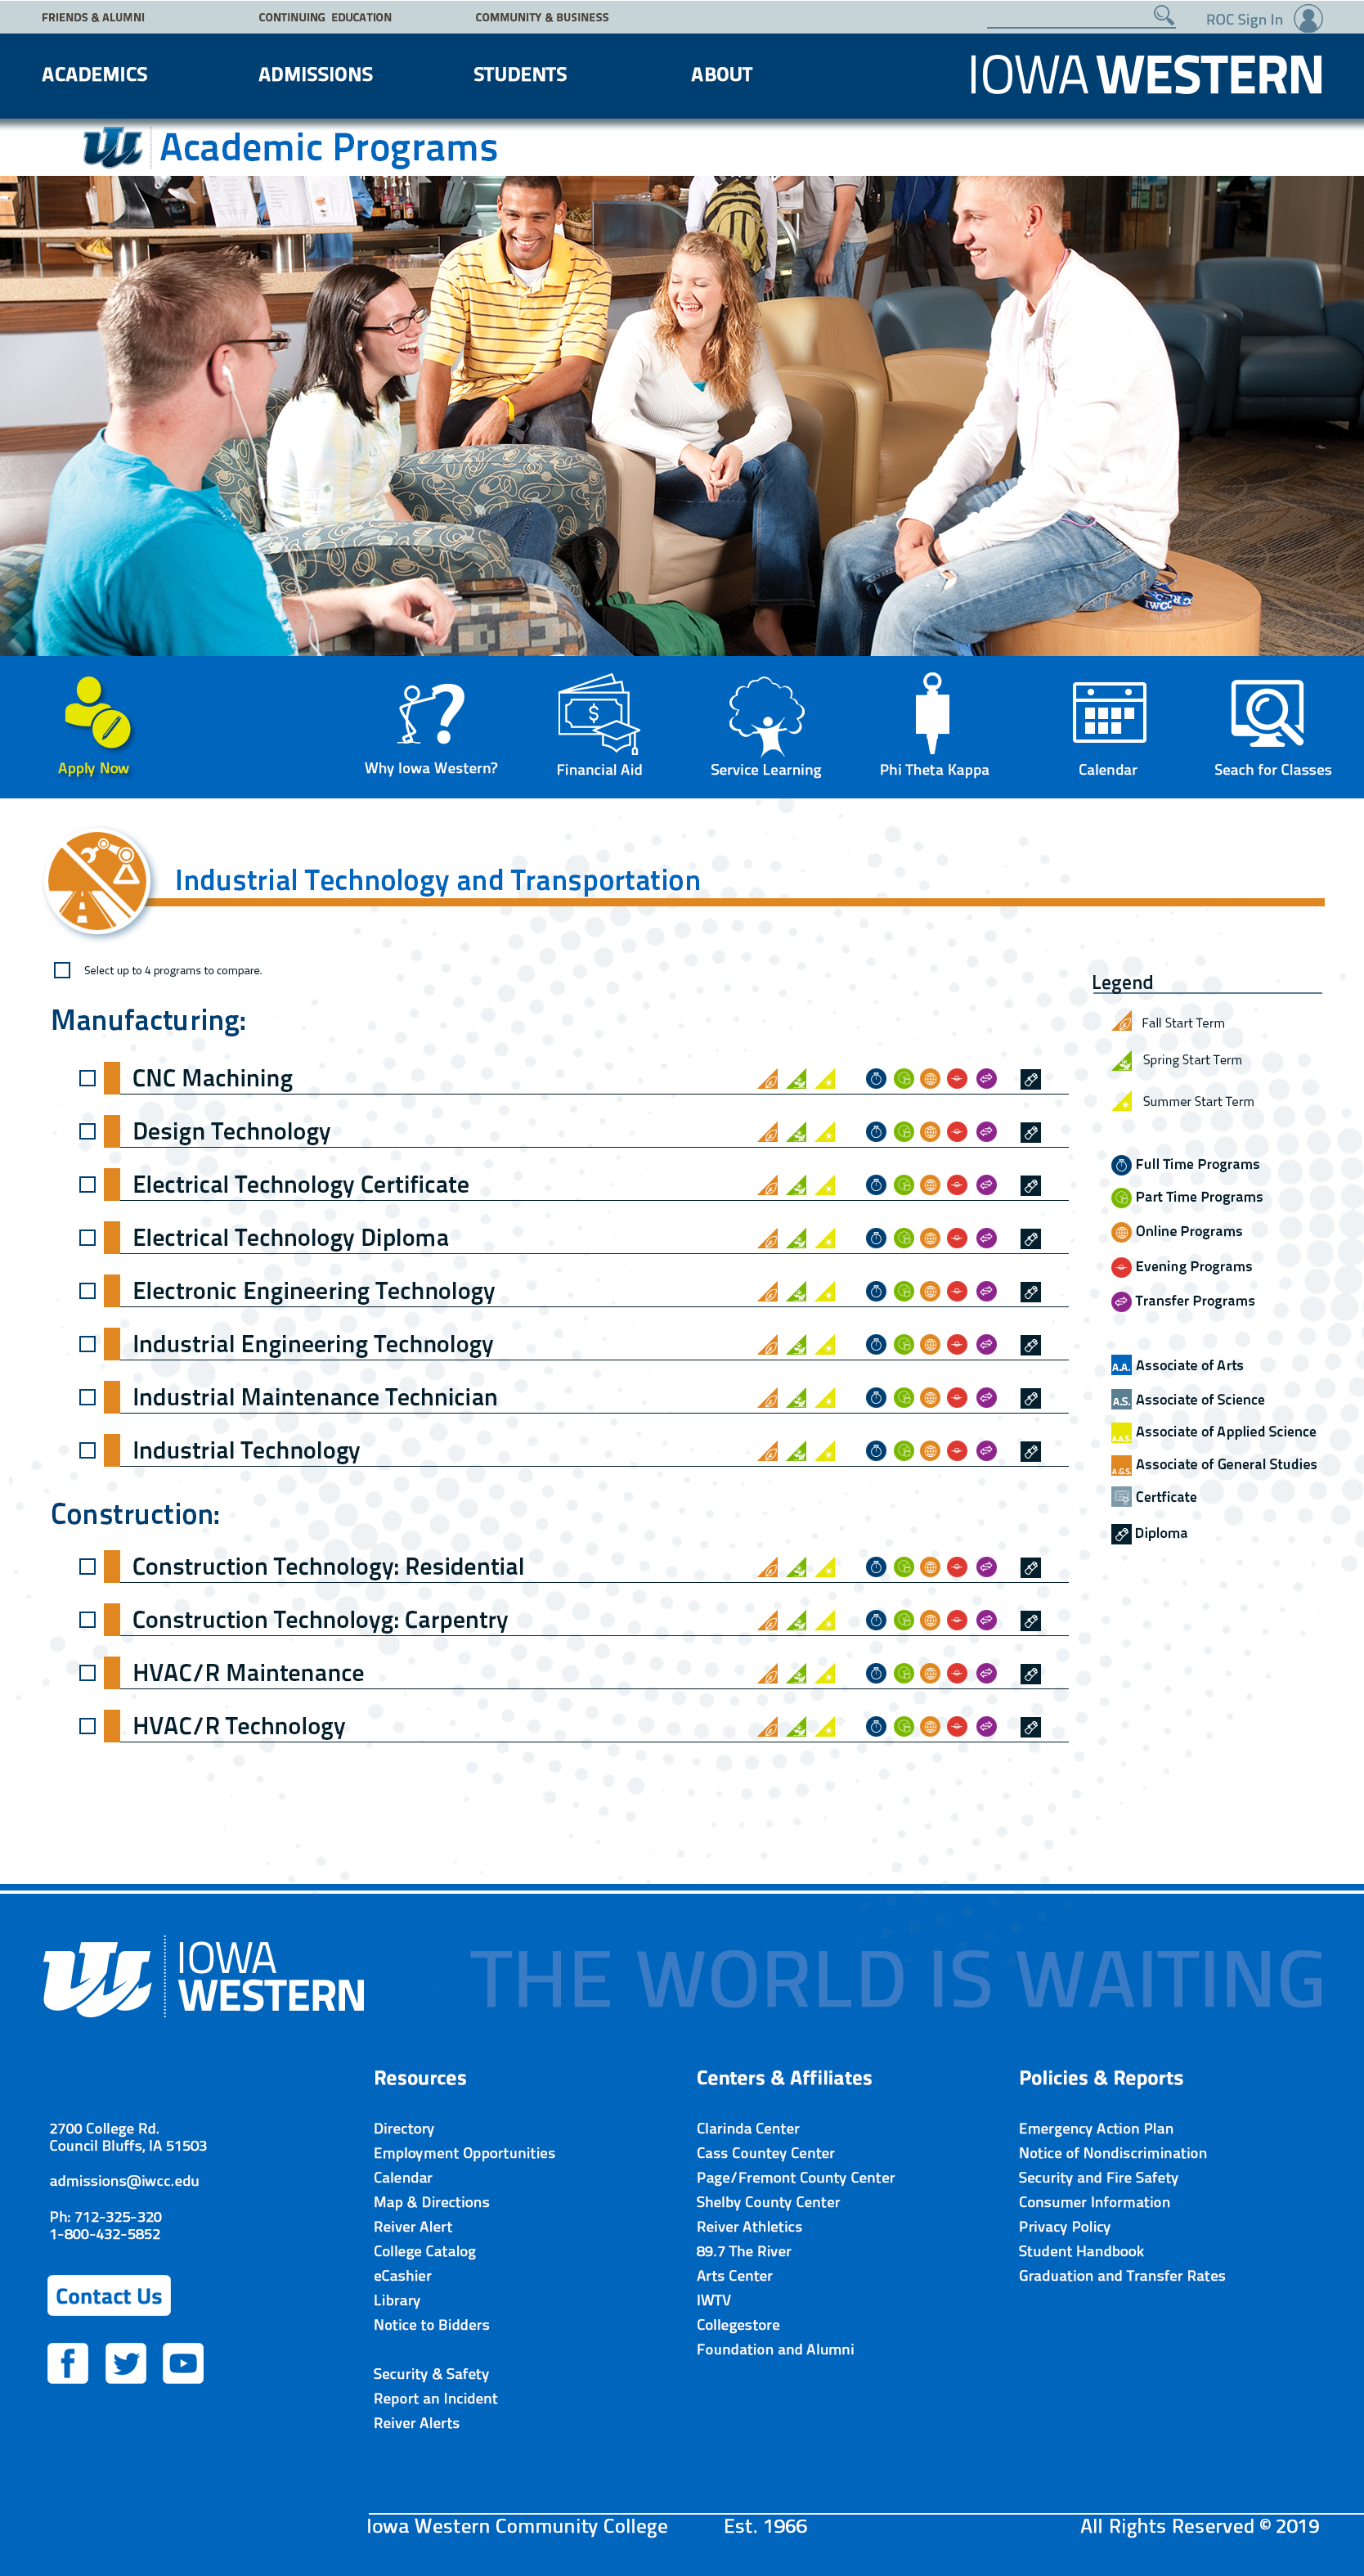 FRIENDS & ALUMNI
CONTINUING EDUCATION
COMMUNITY & BUSINESS
ROC Sign In
ACADEMICS
ADMISSIONS
STUDENTS
ABOUT
IOWA WESTERN
Academic Programs
IWCC
Apply Now
Why Iowa Western?
Financial Aid
Service Learning
Phi Theta Kappa
Calendar
Seach for Classes
Industrial Technology and Transportation
Select up to 4 programs to compare.
Manufacturing:
CNC Machining
Design Technology
Electrical Technology Certificate
Electrical Technology Diploma
Electronic Engineering Technology
Industrial Engineering Technology
Industrial Maintenance Technician
Industrial Technology
Construction:
Construction Technology: Residential
Construction Technoloyg: Carpentry
HVAC/R Maintenance
HVAC/R Technology
Legend
Fall Start Term
Spring Start Term
Summer Start Term
Full Time Programs
Part Time Programs
Online Programs
Evening Programs
Transfer Programs
A.A. Associate of Arts
A.S. Associate of Science
A.A.S. Associate of Applied Science
A.G.S. Associate of General Studies
Certficate
Diploma
IOWA
WESTERN
THE WORLD IS WAITING
2700 College Rd.
Council Bluffs, IA 51503
admissions@iwcc.edu
Ph: 712-325-320
1-800-432-5852
Contact Us
Resources
Directory
Employment Opportunities
Calendar
Map & Directions
Reiver Alert
College Catalog
eCashier
Library
Notice to Bidders
Security & Safety
Report an Incident
Reiver Alerts
Centers & Affiliates
Clarinda Center
Cass Countey Center
Page/Fremont County Center
Shelby County Center
Reiver Athletics
89.7 The River
Arts Center
IWTV
Collegestore
Foundation and Alumni
Policies & Reports
Emergency Action Plan
Notice of Nondiscrimination
Security and Fire Safety
Consumer Information
Privacy Policy
Student Handbook
Graduation and Transfer Rates
Iowa Western Community College
Est. 1966
All Rights Reserved © 2019